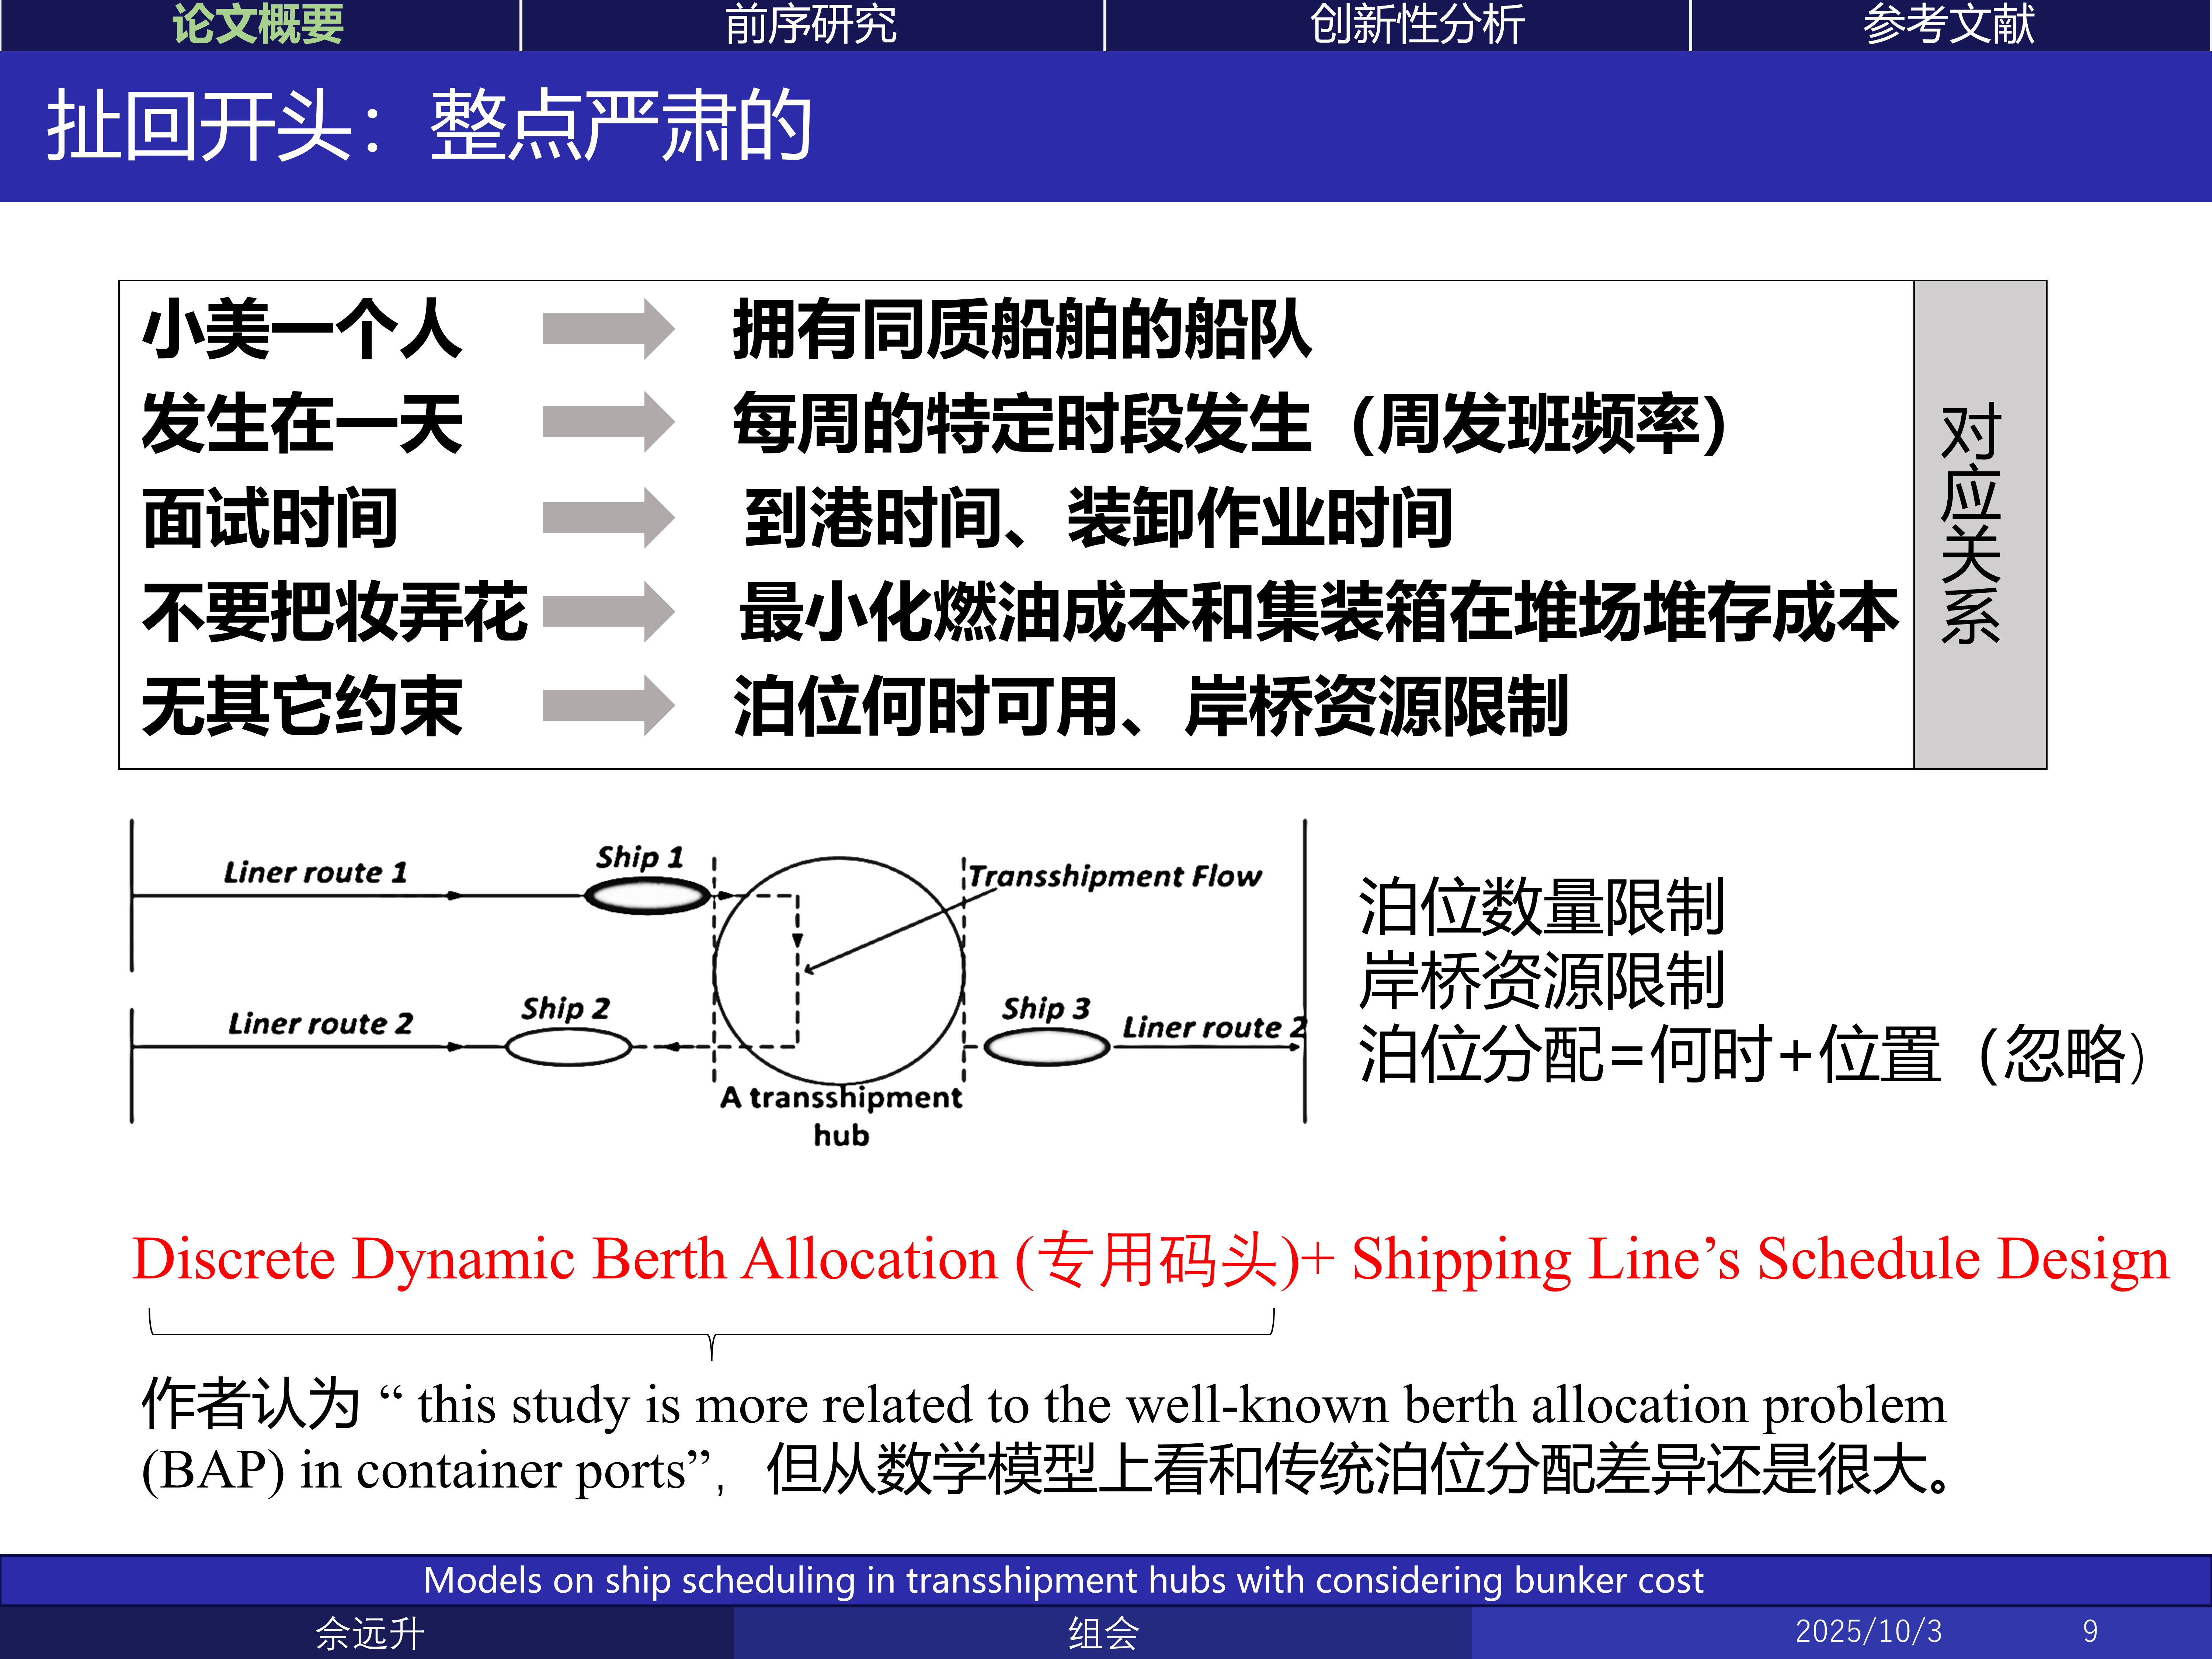 论文概要 前序研究 创新性分析 参考文献
扯回开头：整点严肃的
小美一个人 拥有同质船舶的船队
发生在一天 每周的特定时段发生（周发班频率）
面试时间 到港时间、装卸作业时间
不要把妆弄花 最小化燃油成本和集装箱在堆场堆存成本
无其它约束 泊位何时可用、岸桥资源限制
对应关系
Liner route 1
Ship 1
Transshipment Flow
Liner route 2
Ship 2
Ship 3
Liner route 2
A transshipment
hub
泊位数量限制
岸桥资源限制
泊位分配=何时+位置（忽略）
Discrete Dynamic Berth Allocation (专用码头)+ Shipping Line’s Schedule Design
作者认为 “ this study is more related to the well-known berth allocation problem
(BAP) in container ports”，但从数学模型上看和传统泊位分配差异还是很大。
Models on ship scheduling in transshipment hubs with considering bunker cost
佘远升 组会 2025/10/3 9